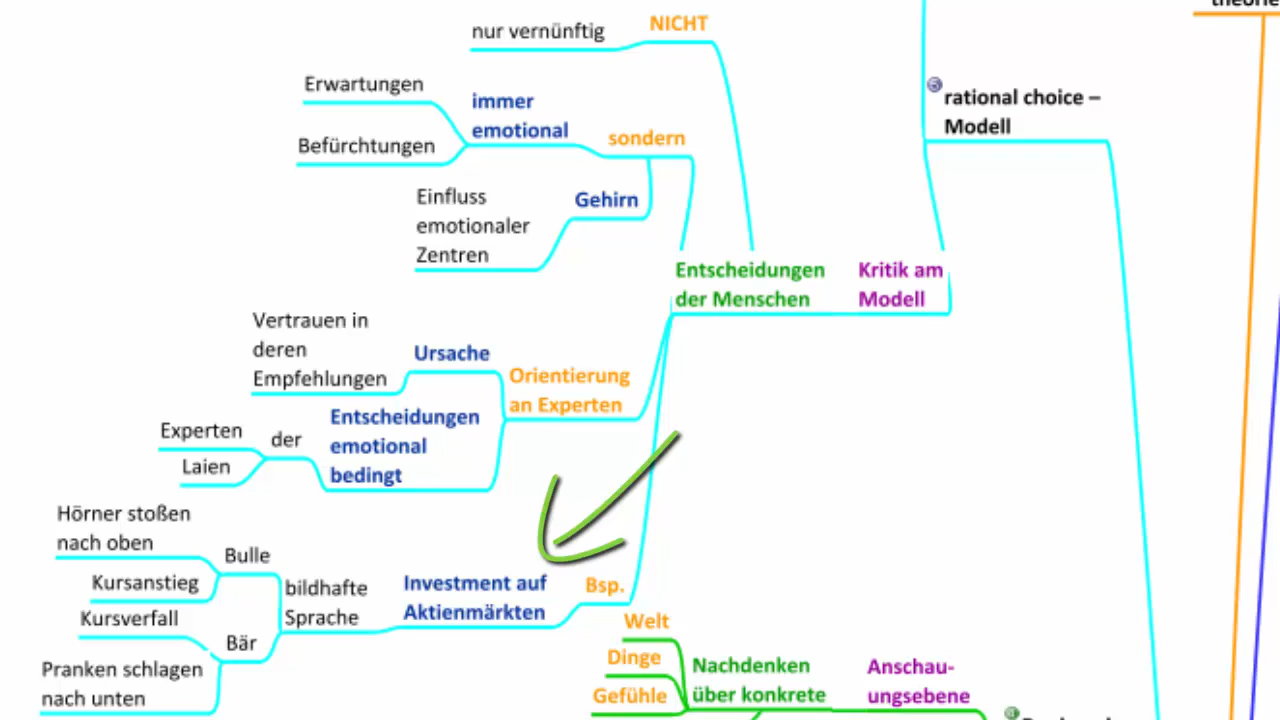 theorie
nur vernünftig
NICHT
Erwartungen
immer
emotional
Befürchtungen
sondern
Einfluss
emotionaler
Zentren
Gehirn
rational choice –
Modell
Entscheidungen
der Menschen
Kritik am
Modell
Vertrauen in
deren
Empfehlungen
Ursache
Orientierung
an Experten
Experten
Laien
der
Entscheidungen
emotional
bedingt
Hörner stoßen
nach oben
Bulle
Kursanstieg
Kursverfall
Bär
Pranken schlagen
nach unten
bildhafte
Sprache
Investment auf
Aktienmärkten
Bsp.
Welt
Dinge
Gefühle
Nachdenken
über konkrete
Anschau-
ungsebene